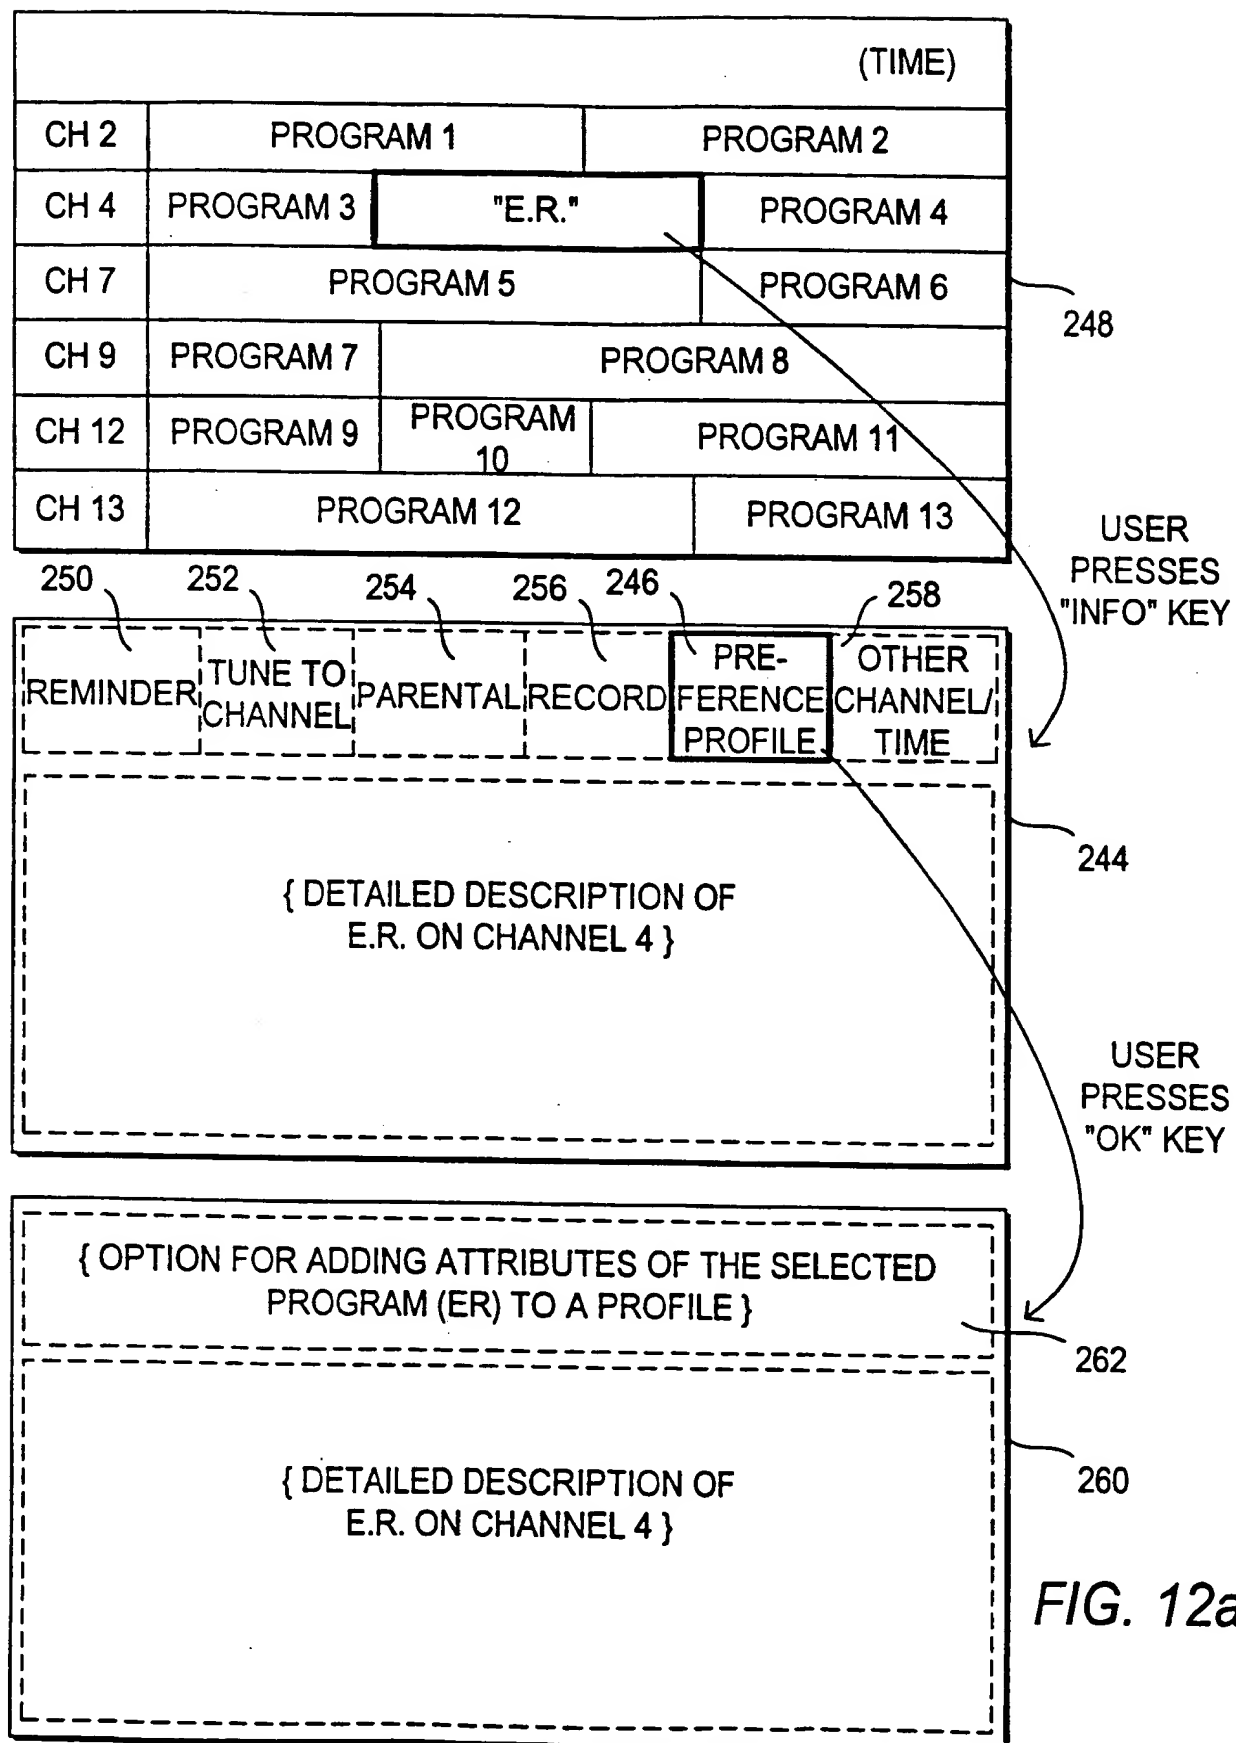 (TIME)
CH 2 PROGRAM 1 PROGRAM 2
CH 4 PROGRAM 3 "E.R." PROGRAM 4
CH 7 PROGRAM 5 PROGRAM 6
248
CH 9 PROGRAM 7 PROGRAM 8
CH 12 PROGRAM 9 PROGRAM
10 PROGRAM 11
CH 13 PROGRAM 12 PROGRAM 13
USER
PRESSES
"INFO" KEY
250 252 254 256 246 258
REMINDER
TUNE TO
CHANNEL
PARENTAL
RECORD
PRE-
FERENCE
PROFILE
OTHER
CHANNEL/
TIME
244
{ DETAILED DESCRIPTION OF
E.R. ON CHANNEL 4 }
USER
PRESSES
"OK" KEY
{ OPTION FOR ADDING ATTRIBUTES OF THE SELECTED
PROGRAM (ER) TO A PROFILE }
262
260
{ DETAILED DESCRIPTION OF
E.R. ON CHANNEL 4 }
FIG. 12a